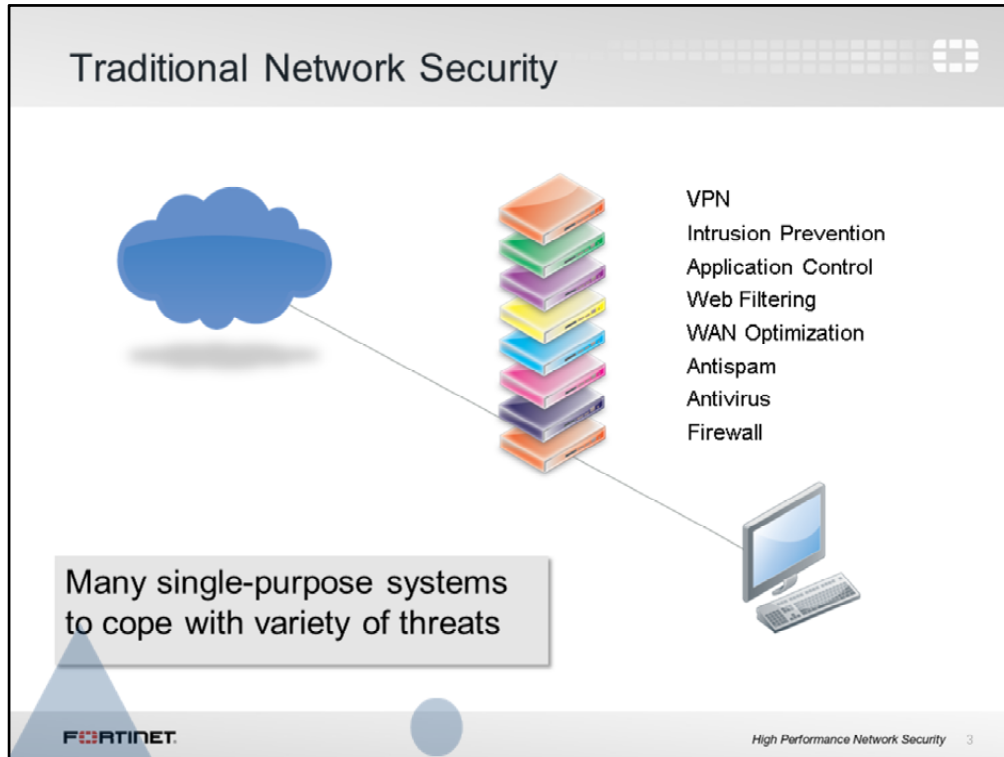 Traditional Network Security
VPN
Intrusion Prevention
Application Control
Web Filtering
WAN Optimization
Antispam
Antivirus
Firewall
Many single-purpose systems
to cope with variety of threats
FORTINET
High Performance Network Security 3